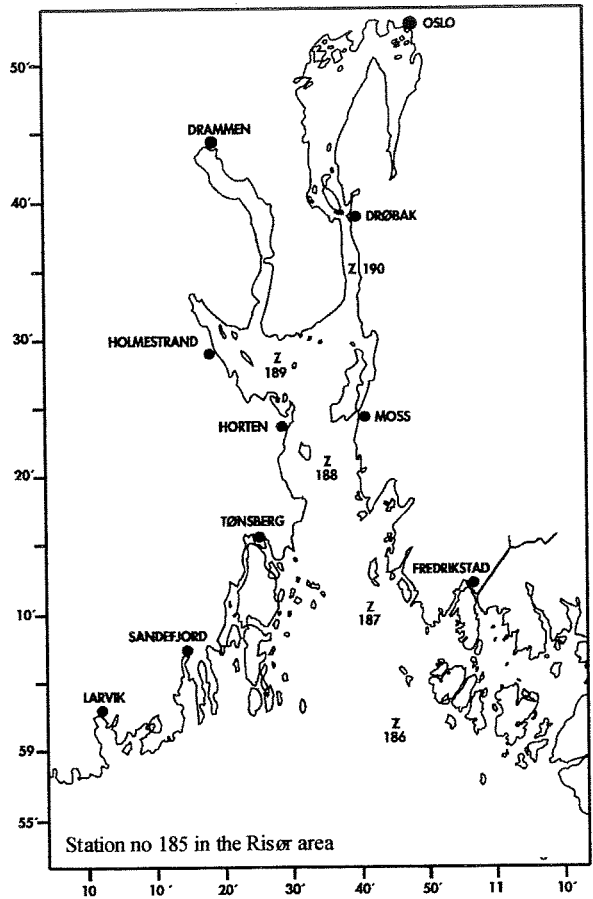 OSLO
50´
DRAMMEN
40´
DRØBAK
Z 190
30´
HOLMESTRAND
Z
189
MOSS
HORTEN
Z
188
20´
TØNSBERG
FREDRIKSTAD
10´
Z
187
SANDEFJORD
LARVIK
Z
186
59
55´
Station no 185 in the Risør area
10 10´ 20´ 30´ 40´ 50´ 11 10´